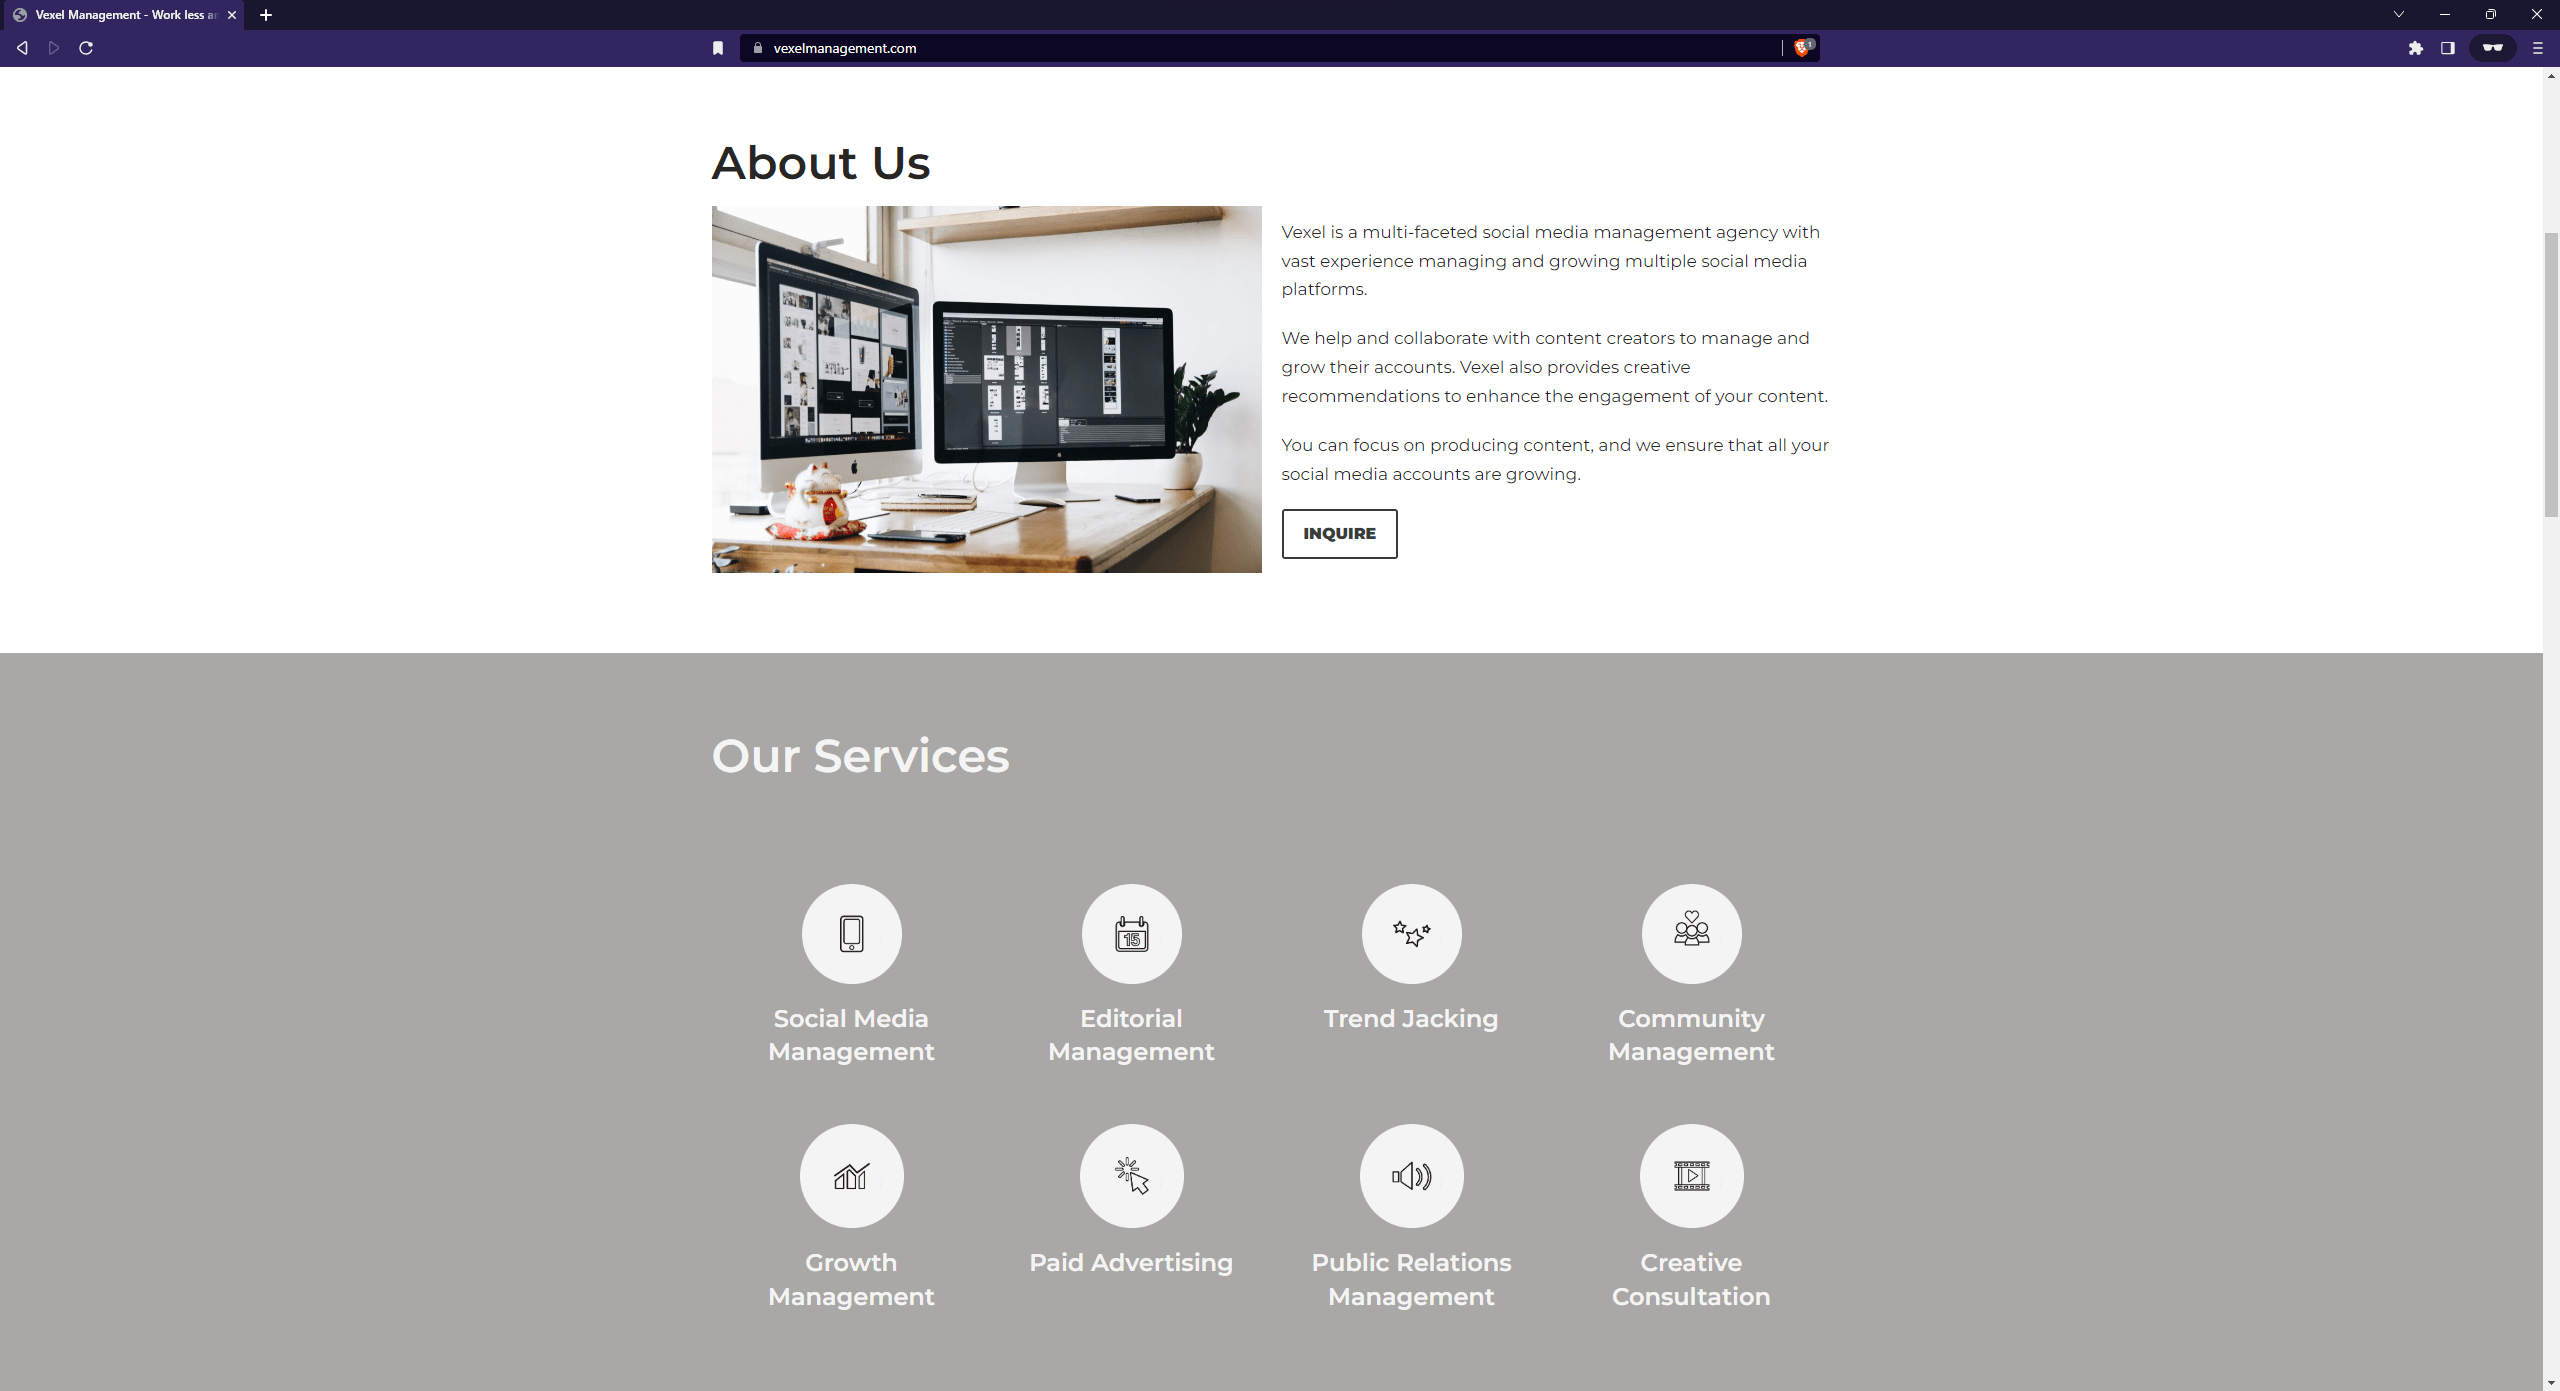 Vexel Management - Work less a
vexelmanagement.com
1
About Us
Vexel is a multi-faceted social media management agency with
vast experience managing and growing multiple social media
platforms.
We help and collaborate with content creators to manage and
grow their accounts. Vexel also provides creative
recommendations to enhance the engagement of your content.
You can focus on producing content, and we ensure that all your
social media accounts are growing.
INQUIRE
Our Services
15
Social Media
Management
Editorial
Management
Trend Jacking
Community
Management
Growth
Management
Paid Advertising
Public Relations
Management
Creative
Consultation